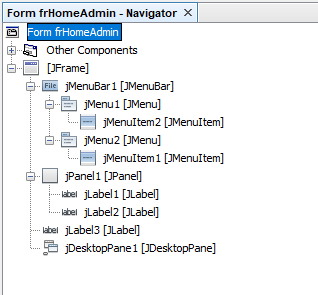 Form frHomeAdmin - Navigator
Form frHomeAdmin
Other Components
[JFrame]
File jMenuBar1 [JMenuBar]
jMenu1 [JMenu]
jMenuItem2 [JMenuItem]
jMenu2 [JMenu]
jMenuItem1 [JMenuItem]
jPanel1 [JPanel]
label jLabel1 [JLabel]
label jLabel2 [JLabel]
label jLabel3 [JLabel]
jDesktopPane1 [JDesktopPane]